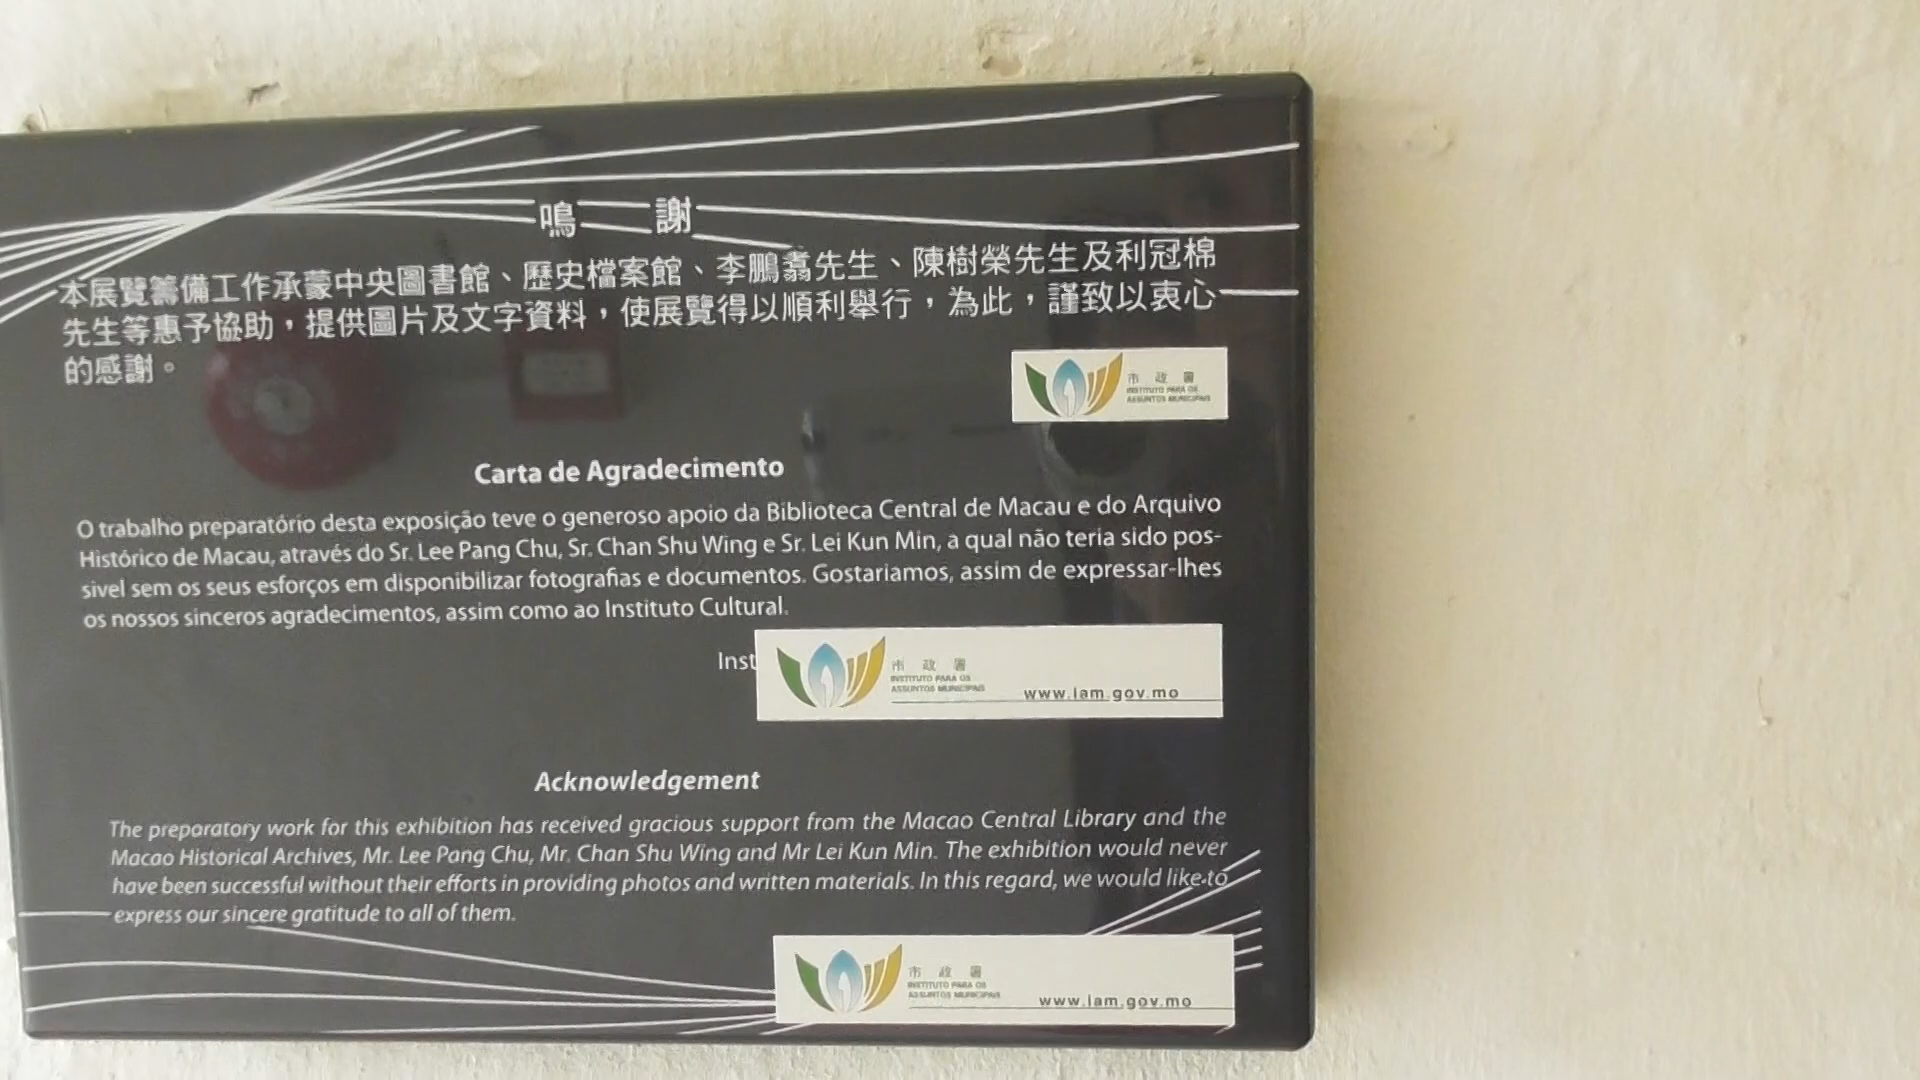 鳴 謝
本展覽籌備工作承蒙中央圖書館、歷史檔案館、李鵬翥先生、陳樹榮先生及利冠棉
先生等惠予協助，提供圖片及文字資料，使展覽得以順利舉行，為此，謹致以衷心
的感謝。
市 政 署
INSTITUTO PARA OS
ASSUNTOS MUNICIPAIS
Carta de Agradecimento
O trabalho preparatório desta exposição teve o generoso apoio da Biblioteca Central de Macau e do Arquivo
Histórico de Macau, através do Sr. Lee Pang Chu, Sr. Chan Shu Wing e Sr. Lei Kun Min, a qual não teria sido pos-
sivel sem os seus esforços em disponibilizar fotografias e documentos. Gostariamos, assim de expressar-lhes
os nossos sinceros agradecimentos, assim como ao Instituto Cultural.
Inst
市 政 署
INSTITUTO PARA OS
ASSUNTOS MUNICIPAIS
www.iam.gov.mo
Acknowledgement
The preparatory work for this exhibition has received gracious support from the Macao Central Library and the
Macao Historical Archives, Mr. Lee Pang Chu, Mr. Chan Shu Wing and Mr Lei Kun Min. The exhibition would never
have been successful without their efforts in providing photos and written materials. In this regard, we would like to
express our sincere gratitude to all of them.
市 政 署
INSTITUTO PARA OS
ASSUNTOS MUNICIPAIS
www.iam.gov.mo